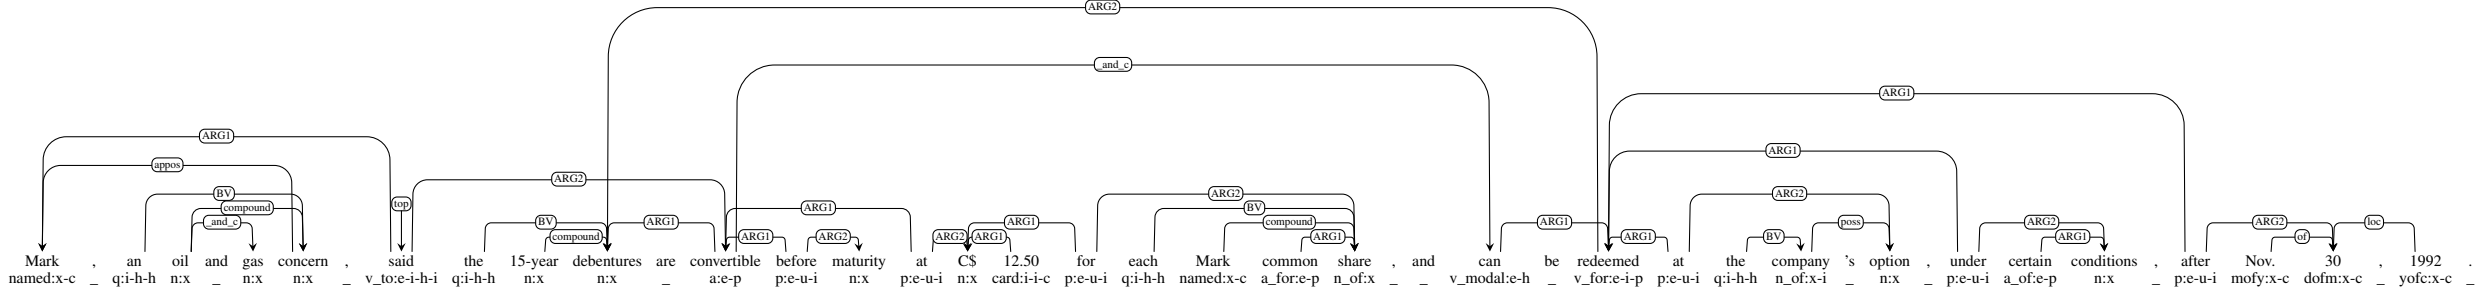 ARG2
_and_c
ARG1
ARG1
ARG1
appos
ARG2
BV ARG2 ARG2
compound top ARG1 BV
_and_c BV ARG1 ARG1 compound ARG1 poss ARG2 ARG2 loc
compound ARG1 ARG2 ARG2 ARG1 ARG1 ARG1 BV ARG1 of
Mark , an oil and gas concern , said the 15-year debentures are convertible before maturity at C$ 12.50 for each Mark common share , and can be redeemed at the company 's option , under certain conditions , after Nov. 30 , 1992 .
named:x-c _ q:i-h-h n:x _ n:x n:x _ v_to:e-i-h-i q:i-h-h n:x n:x _ a:e-p p:e-u-i n:x p:e-u-i n:x card:i-i-c p:e-u-i q:i-h-h named:x-c a_for:e-p n_of:x _ _ v_modal:e-h _ v_for:e-i-p p:e-u-i q:i-h-h n_of:x-i _ n:x _ p:e-u-i a_of:e-p n:x _ p:e-u-i mofy:x-c dofm:x-c _ yofc:x-c _